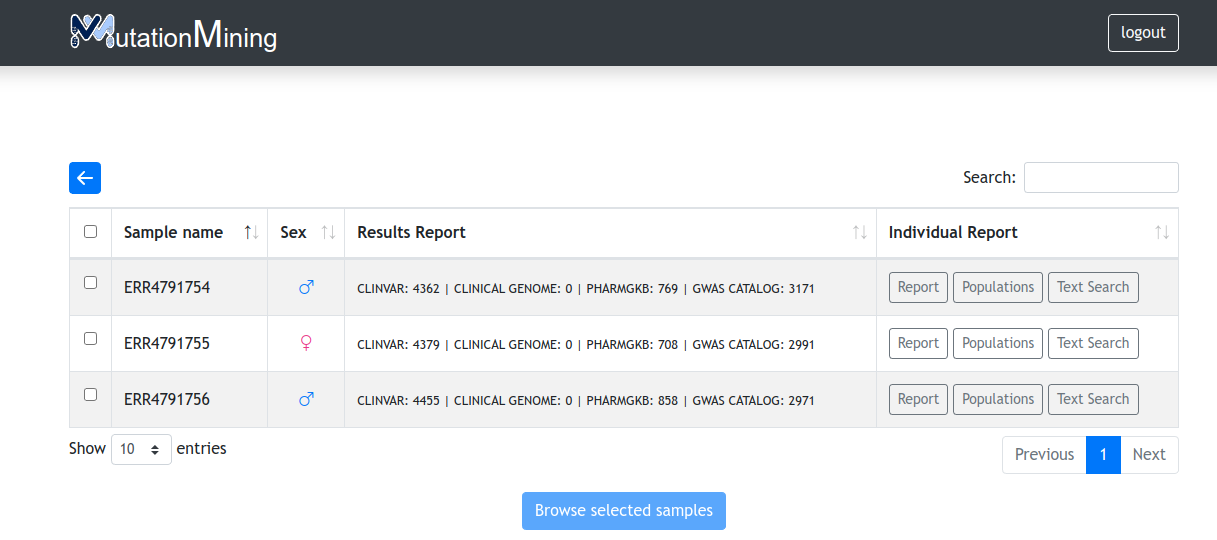 MutationMining
logout
Search:
Sample name Sex Results Report Individual Report
ERR4791754 CLINVAR: 4362 | CLINICAL GENOME: 0 | PHARMGKB: 769 | GWAS CATALOG: 3171 Report Populations Text Search
ERR4791755 CLINVAR: 4379 | CLINICAL GENOME: 0 | PHARMGKB: 708 | GWAS CATALOG: 2991 Report Populations Text Search
ERR4791756 CLINVAR: 4455 | CLINICAL GENOME: 0 | PHARMGKB: 858 | GWAS CATALOG: 2971 Report Populations Text Search
Show 10 entries Previous 1 Next
Browse selected samples